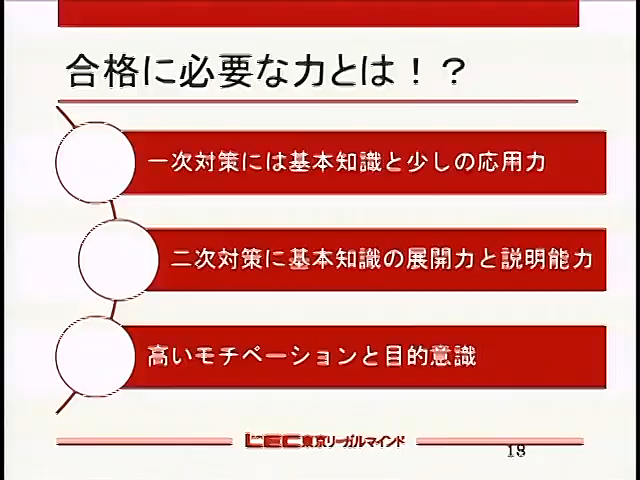 合格に必要な力とは！？
一次対策には基本知識と少しの応用力
二次対策に基本知識の展開力と説明能力
高いモチベーションと目的意識
LEC東京リーガルマインド
18